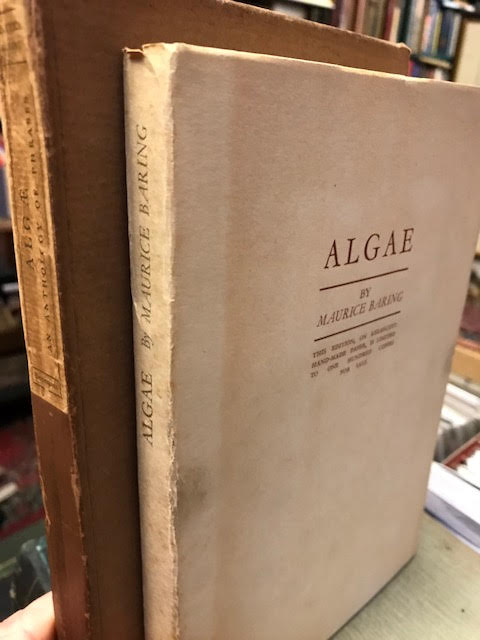 ALGAE
AN ANTHOLOGY OF PHRASES
ALGAE By MAURICE BARING
ALGAE
BY
MAURICE BARING
THIS EDITION, ON KELMSCOTT
HAND-MADE PAPER, IS LIMITED
TO ONE HUNDRED COPIES
FOR SALE